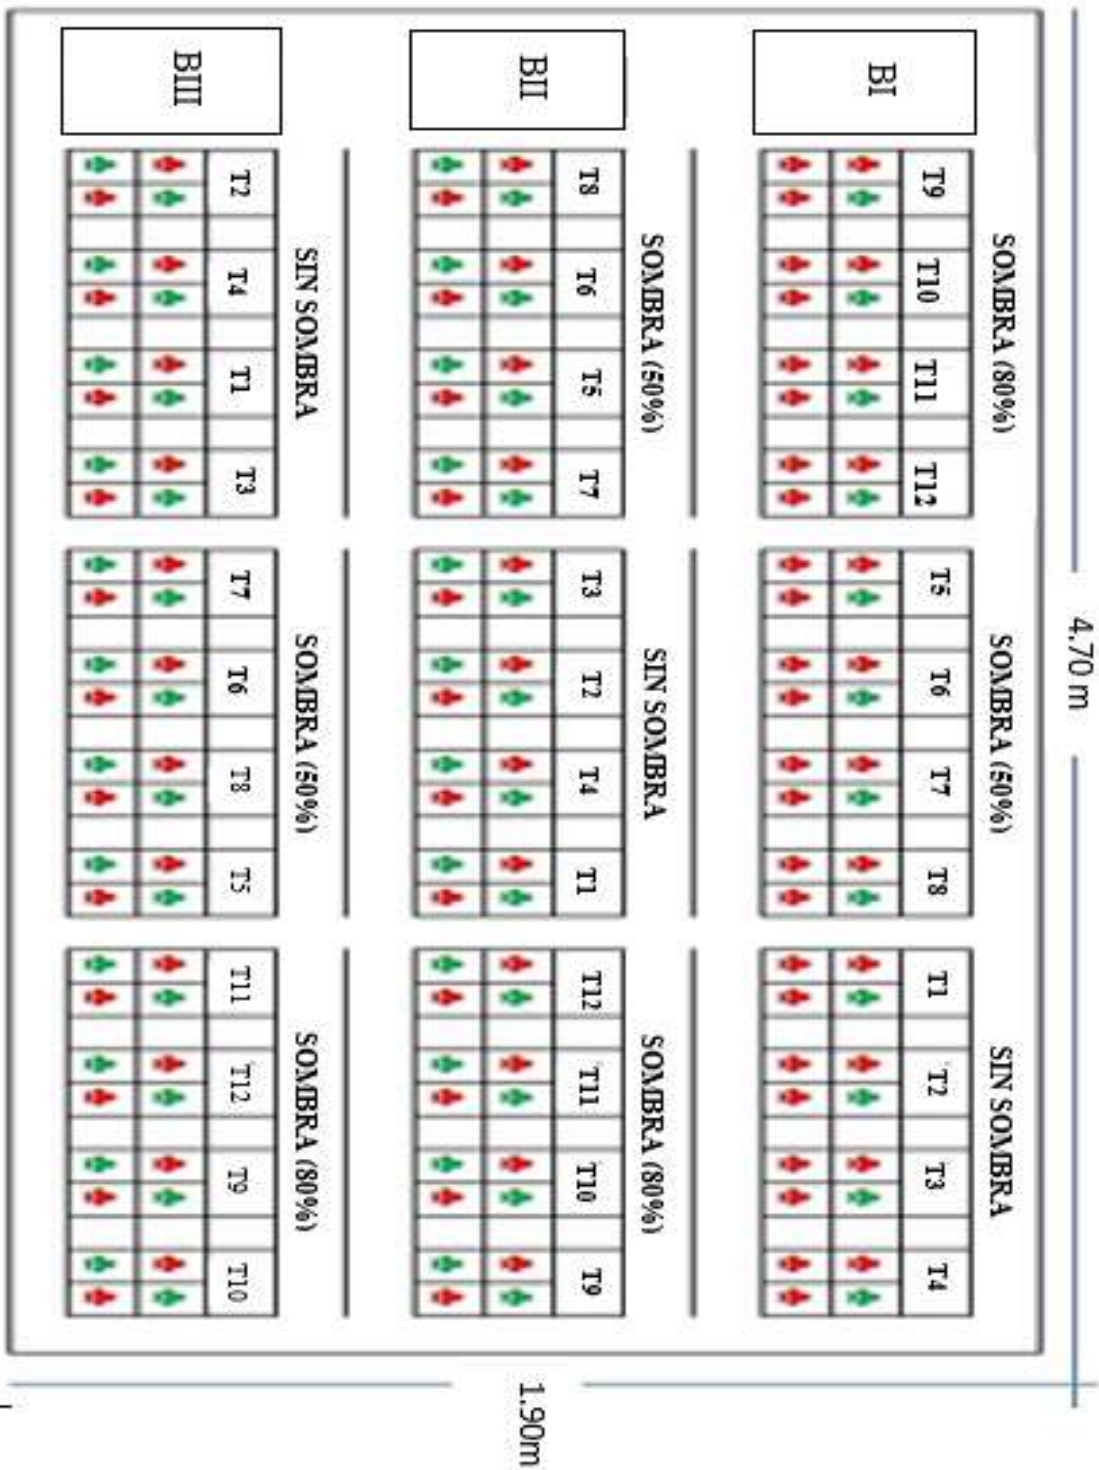 4.70 m
SOMBRA (80%) SOMBRA (50%) SIN SOMBRA
BI T9 T10 T11 T12 T5 T6 T7 T8 T1 T2 T3 T4
SOMBRA (50%) SIN SOMBRA SOMBRA (80%)
BII T8 T6 T5 T7 T3 T2 T4 T1 T12 T11 T10 T9
1.90m
SIN SOMBRA SOMBRA (50%) SOMBRA (80%)
BIII T2 T4 T1 T3 T7 T6 T8 T5 T11 T12 T9 T10